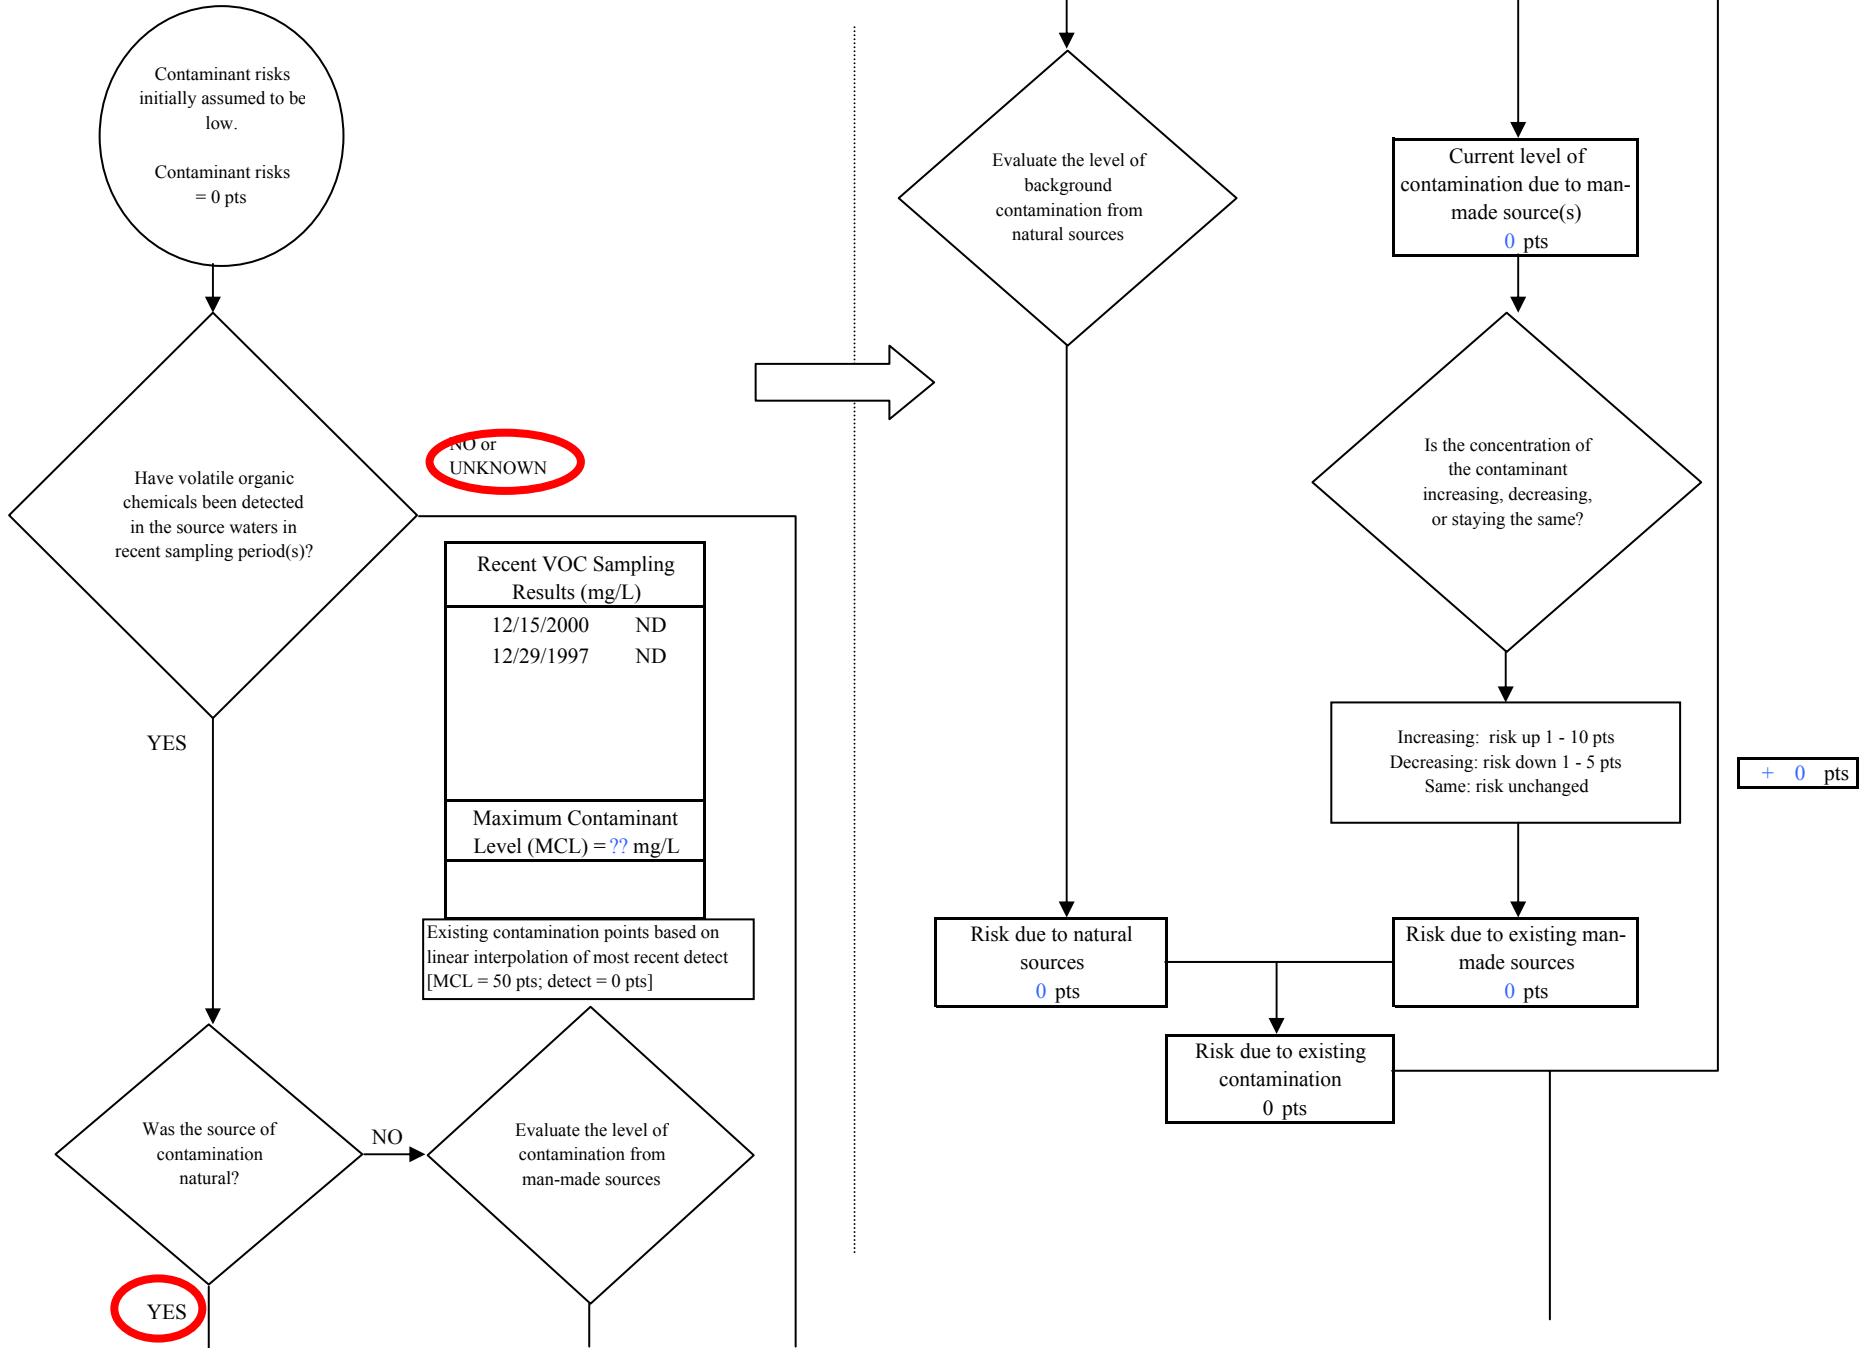 Contaminant risks
initially assumed to be
low.
Contaminant risks
= 0 pts
Have volatile organic
chemicals been detected
in the source waters in
recent sampling period(s)?
NO or
UNKNOWN
YES
Recent VOC Sampling
Results (mg/L)
12/15/2000 ND
12/29/1997 ND
Maximum Contaminant
Level (MCL) = ?? mg/L
Existing contamination points based on
linear interpolation of most recent detect
[MCL = 50 pts; detect = 0 pts]
Was the source of
contamination
natural?
NO
YES
Evaluate the level of
contamination from
man-made sources
Evaluate the level of
background
contamination from
natural sources
Current level of
contamination due to man-
made source(s)
0 pts
Is the concentration of
the contaminant
increasing, decreasing,
or staying the same?
Increasing: risk up 1 - 10 pts
Decreasing: risk down 1 - 5 pts
Same: risk unchanged
+ 0 pts
Risk due to natural
sources
0 pts
Risk due to existing man-
made sources
0 pts
Risk due to existing
contamination
0 pts